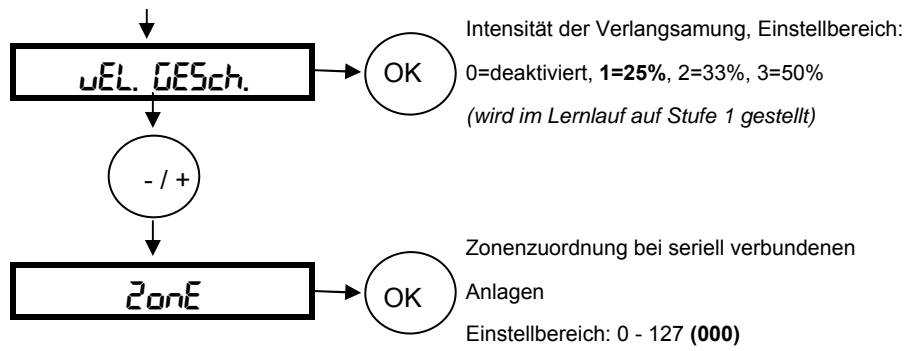 Intensität der Verlangsamung, Einstellbereich:
vEL. GESch.
OK
0=deaktiviert, 1=25%, 2=33%, 3=50%
(wird im Lernlauf auf Stufe 1 gestellt)
- / +
Zonenzuordnung bei seriell verbundenen
ZonE
OK
Anlagen
Einstellbereich: 0 - 127 (000)